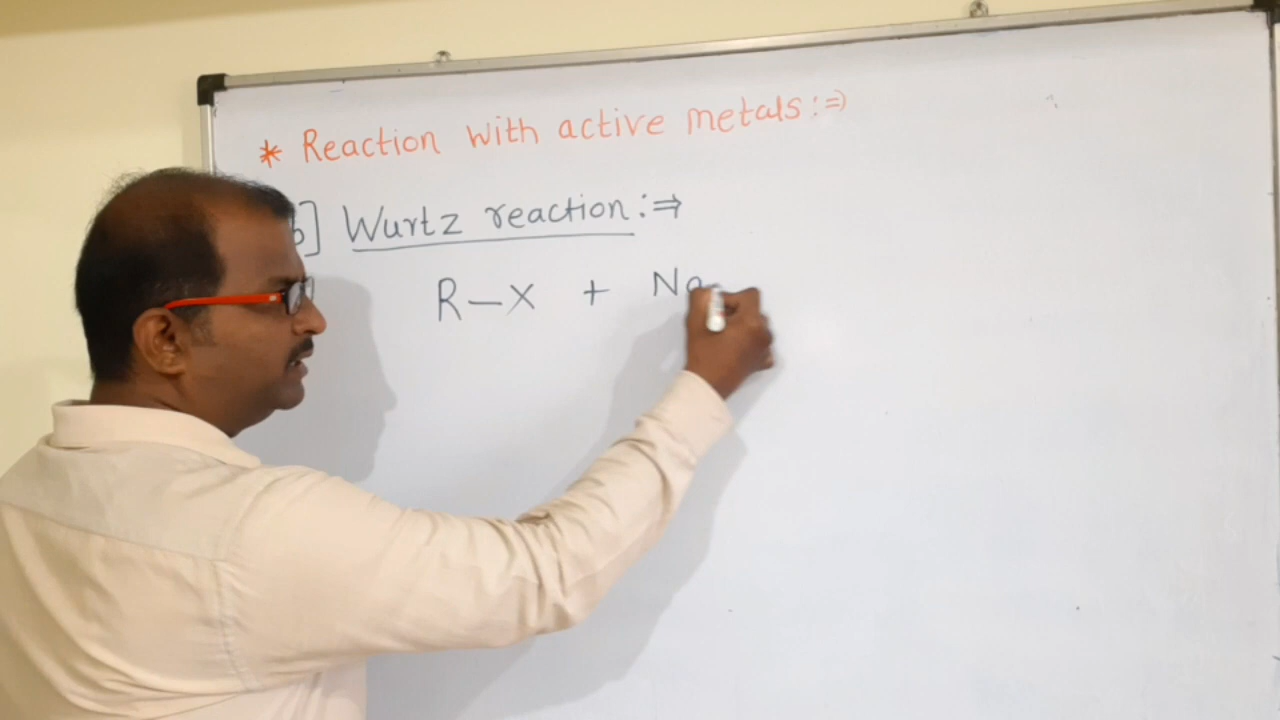 * Reaction with active metals :⇒
b] Wurtz reaction :⇒
R – X + Na